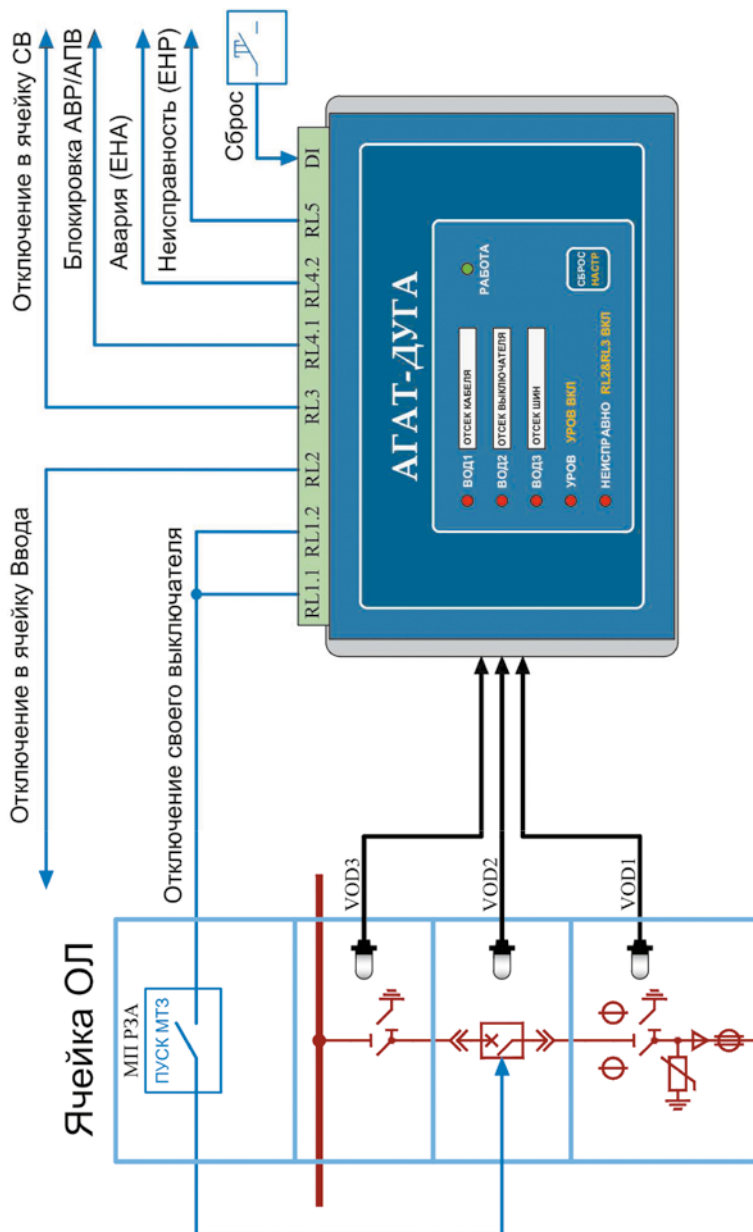 Отключение в ячейку СВ
Блокировка АВР/АПВ
Авария (ЕНА)
Неисправность (ЕНР)
Сброс
Отключение в ячейку Ввода
Отключение своего выключателя
Ячейка ОЛ
МП РЗА
ПУСК МТЗ
VOD3
VOD2
VOD1
RL1.1
RL1.2
RL2
RL3
RL4.1
RL4.2
RL5
DI
АГАТ-ДУГА
ВОД1 ОТСЕК КАБЕЛЯ
РАБОТА
ВОД2 ОТСЕК ВЫКЛЮЧАТЕЛЯ
ВОД3 ОТСЕК ШИН
УРОВ УРОВ ВКЛ
НЕИСПРАВНО RL2&RL3 ВКЛ
СБРОС
НАСТР